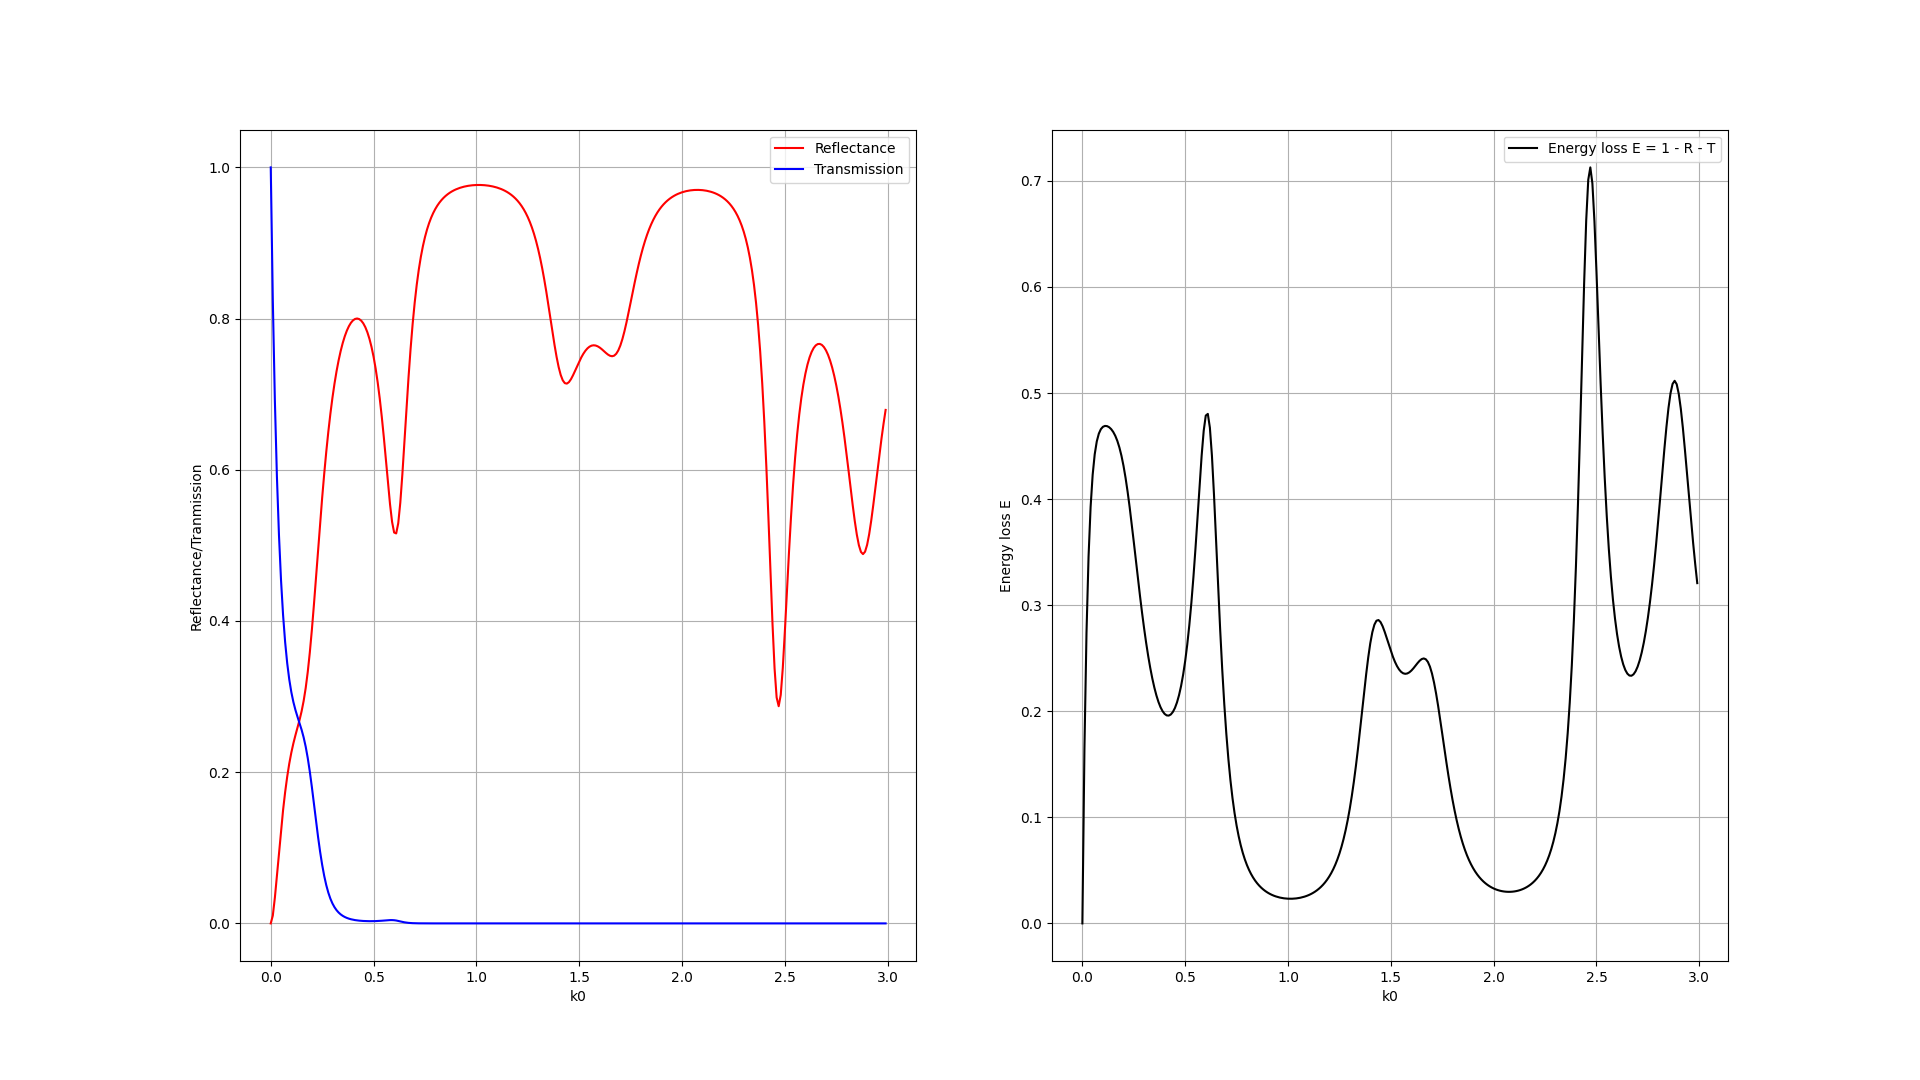 Reflectance/Tranmission
1.0
0.8
0.6
0.4
0.2
0.0
Reflectance
Transmission
0.0 0.5 1.0 1.5 2.0 2.5 3.0
k0
Energy loss E
0.7
0.6
0.5
0.4
0.3
0.2
0.1
0.0
Energy loss E = 1 - R - T
0.0 0.5 1.0 1.5 2.0 2.5 3.0
k0